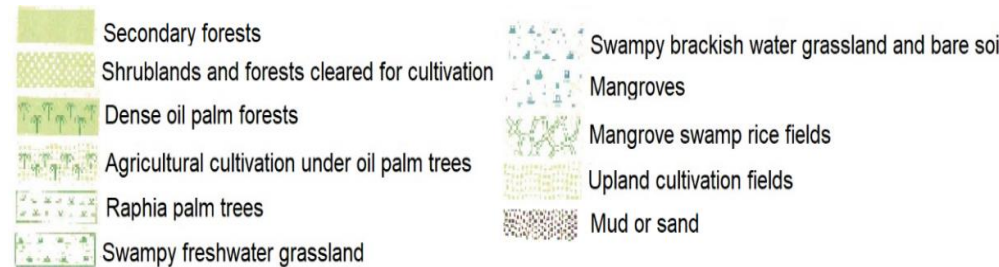 Secondary forests
Shrublands and forests cleared for cultivation
Dense oil palm forests
Agricultural cultivation under oil palm trees
Raphia palm trees
Swampy freshwater grassland
Swampy brackish water grassland and bare soi
Mangroves
Mangrove swamp rice fields
Upland cultivation fields
Mud or sand